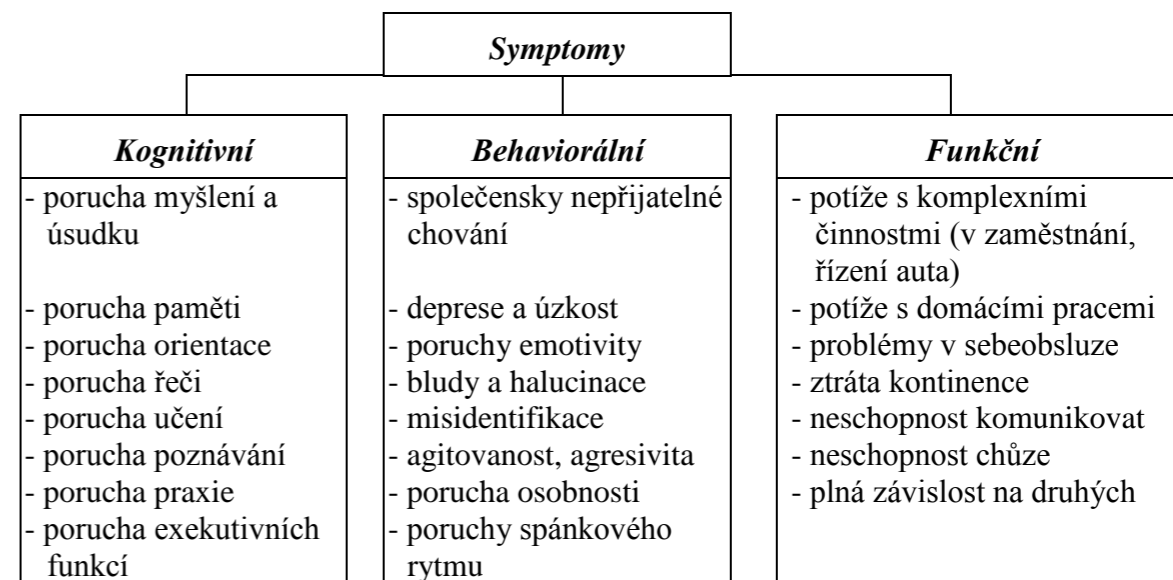 Symptomy
Kognitivní
- porucha myšlení a
úsudku
- porucha paměti
- porucha orientace
- porucha řeči
- porucha učení
- porucha poznávání
- porucha praxie
- porucha exekutivních
funkcí
Behaviorální
- společensky nepřijatelné
chování
- deprese a úzkost
- poruchy emotivity
- bludy a halucinace
- misidentifikace
- agitovanost, agresivita
- porucha osobnosti
- poruchy spánkového
rytmu
Funkční
- potíže s komplexními
činnostmi (v zaměstnání,
řízení auta)
- potíže s domácími pracemi
- problémy v sebeobsluze
- ztráta kontinence
- neschopnost komunikovat
- neschopnost chůze
- plná závislost na druhých